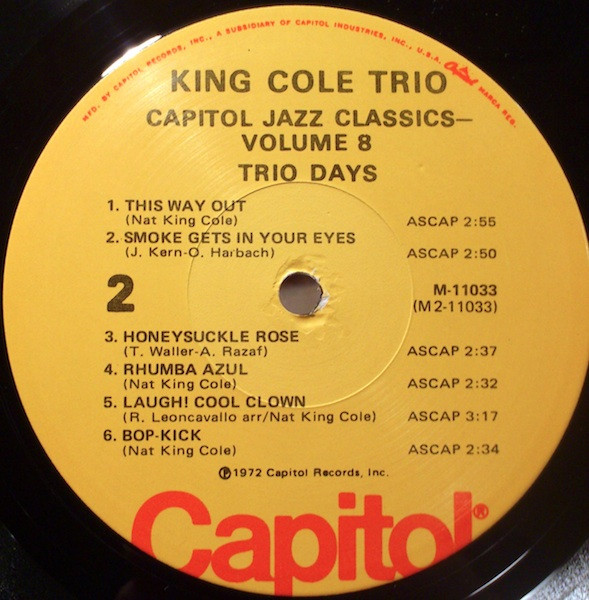 MFD. BY CAPITOL RECORDS, INC., A SUBSIDIARY OF CAPITOL INDUSTRIES, INC., U.S.A. Capitol MARCA REG.
KING COLE TRIO
CAPITOL JAZZ CLASSICS—
VOLUME 8
TRIO DAYS
1. THIS WAY OUT
(Nat King Cole) ASCAP 2:55
2. SMOKE GETS IN YOUR EYES
(J. Kern-O. Harbach) ASCAP 2:50
2 M-11033
(M2-11033)
3. HONEYSUCKLE ROSE
(T. Waller-A. Razaf) ASCAP 2:37
4. RHUMBA AZUL
(Nat King Cole) ASCAP 2:32
5. LAUGH! COOL CLOWN
(R. Leoncavallo arr/Nat King Cole) ASCAP 3:17
6. BOP-KICK
(Nat King Cole) ASCAP 2:34
Ⓟ1972 Capitol Records, Inc.
Capitol®